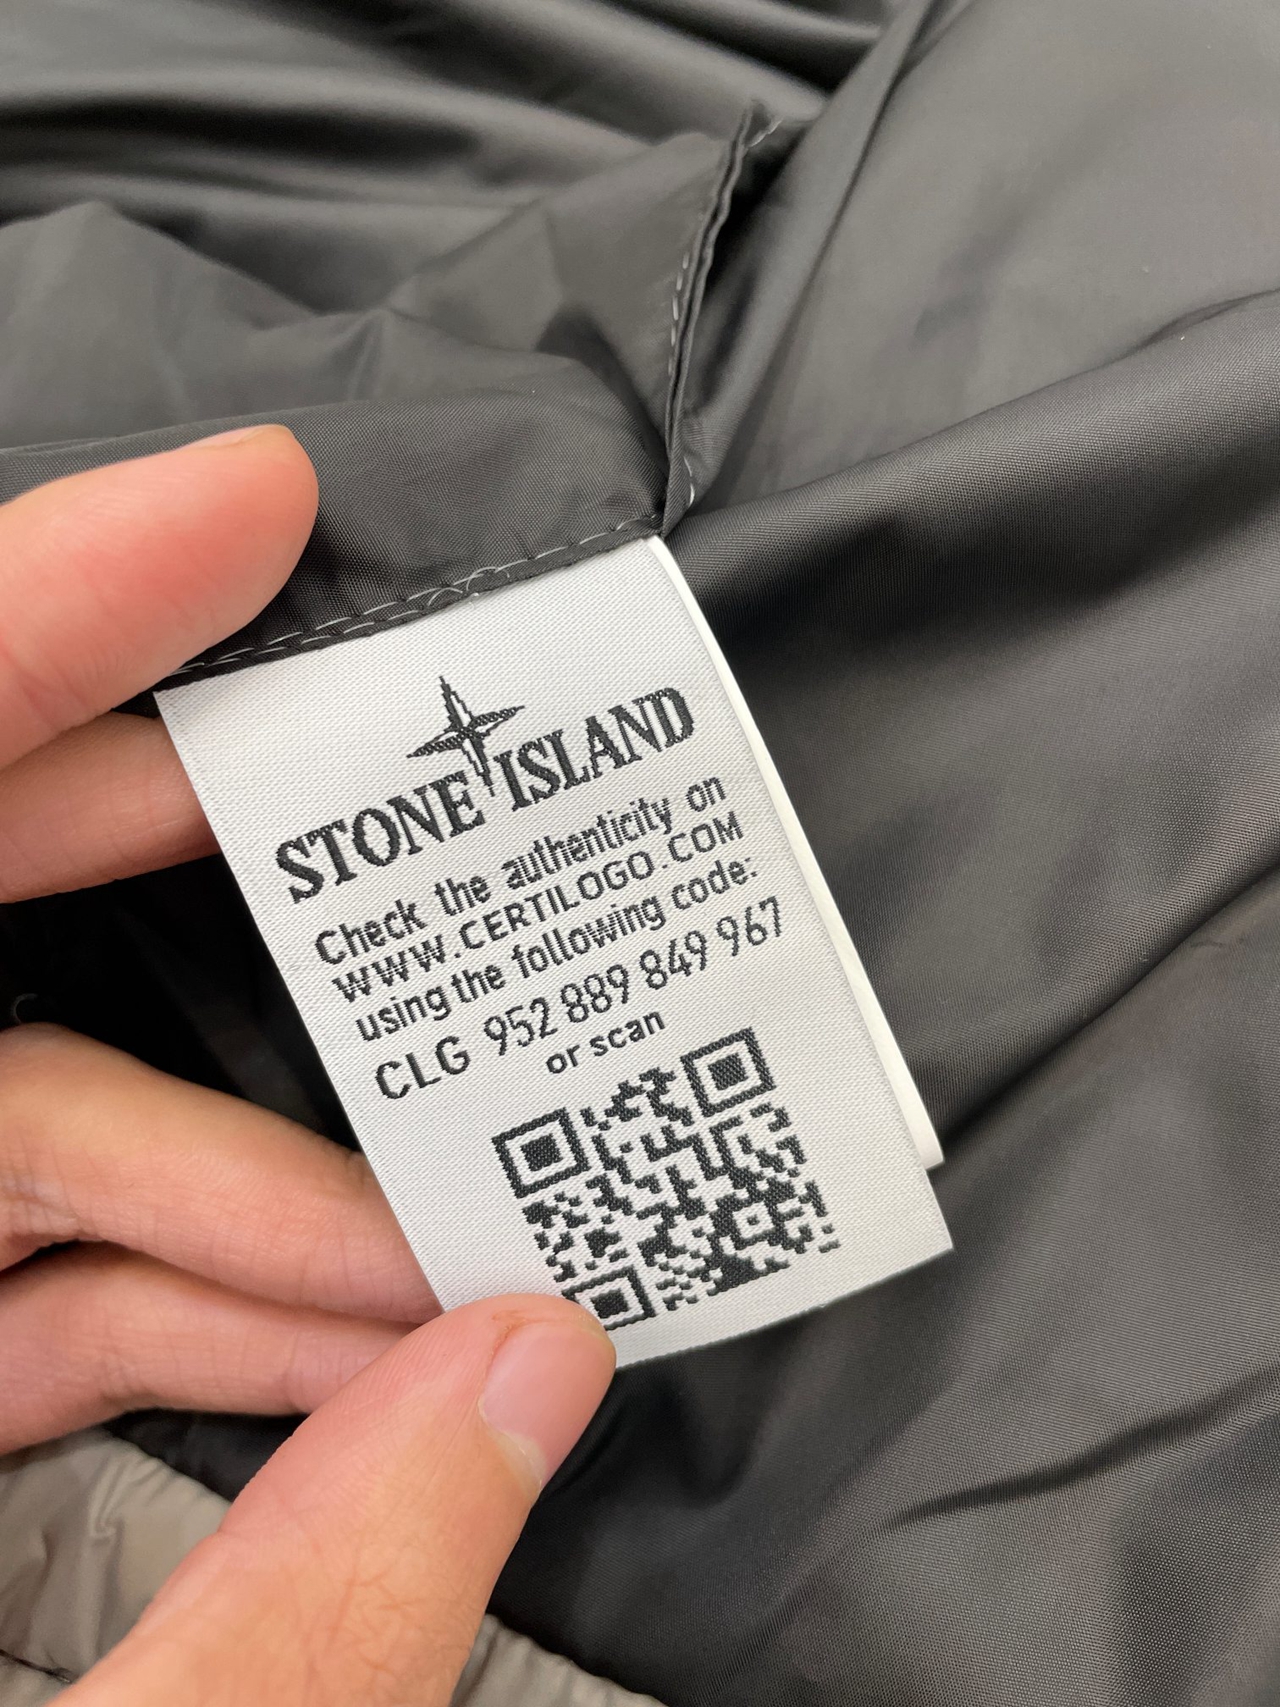 STONE ISLAND
Check the authenticity on
WWW.CERTILOGO.COM
using the following code:
CLG 952 889 849 967
or scan